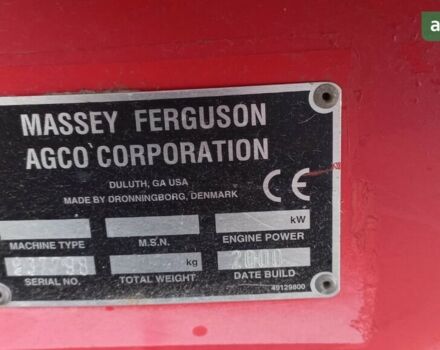 MASSEY FERGUSON
AGCO CORPORATION
DULUTH, GA USA
MADE BY DRONNINGBORG, DENMARK
CE
kW
MACHINE TYPE M.S.N. ENGINE POWER
kg 2000
SERIAL NO. TOTAL WEIGHT DATE BUILD
49129800